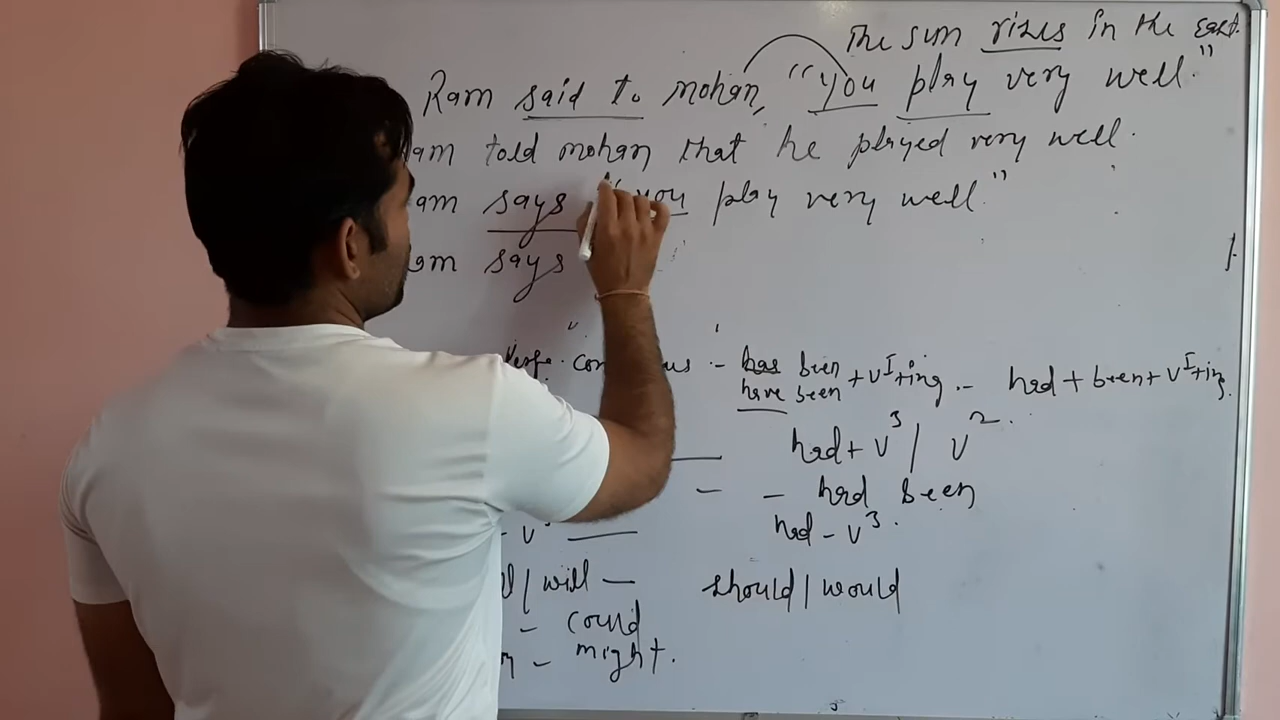 The sun rises in the east.
Ram said to mohan, "you play very well."
am told mohan that he played very well.
am says "you play very well."
am says
has been
have been +v¹+ing - had + been + v¹+ing.
had + v³ / v²
- - had been
- v³ — had - v³.
/ will — should / would
- could
- might.